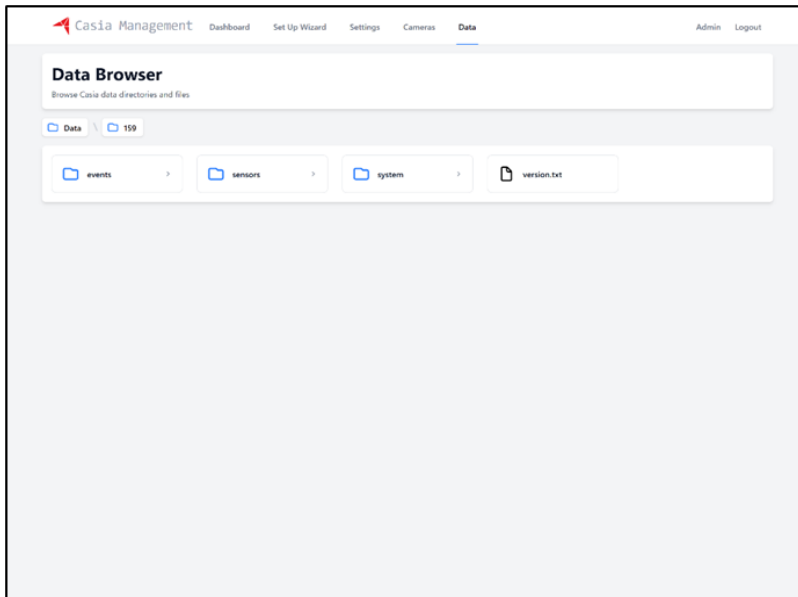 Casia Management Dashboard Set Up Wizard Settings Cameras Data Admin Logout
Data Browser
Browse Casia data directories and files
Data \ 159
events > sensors > system > version.txt